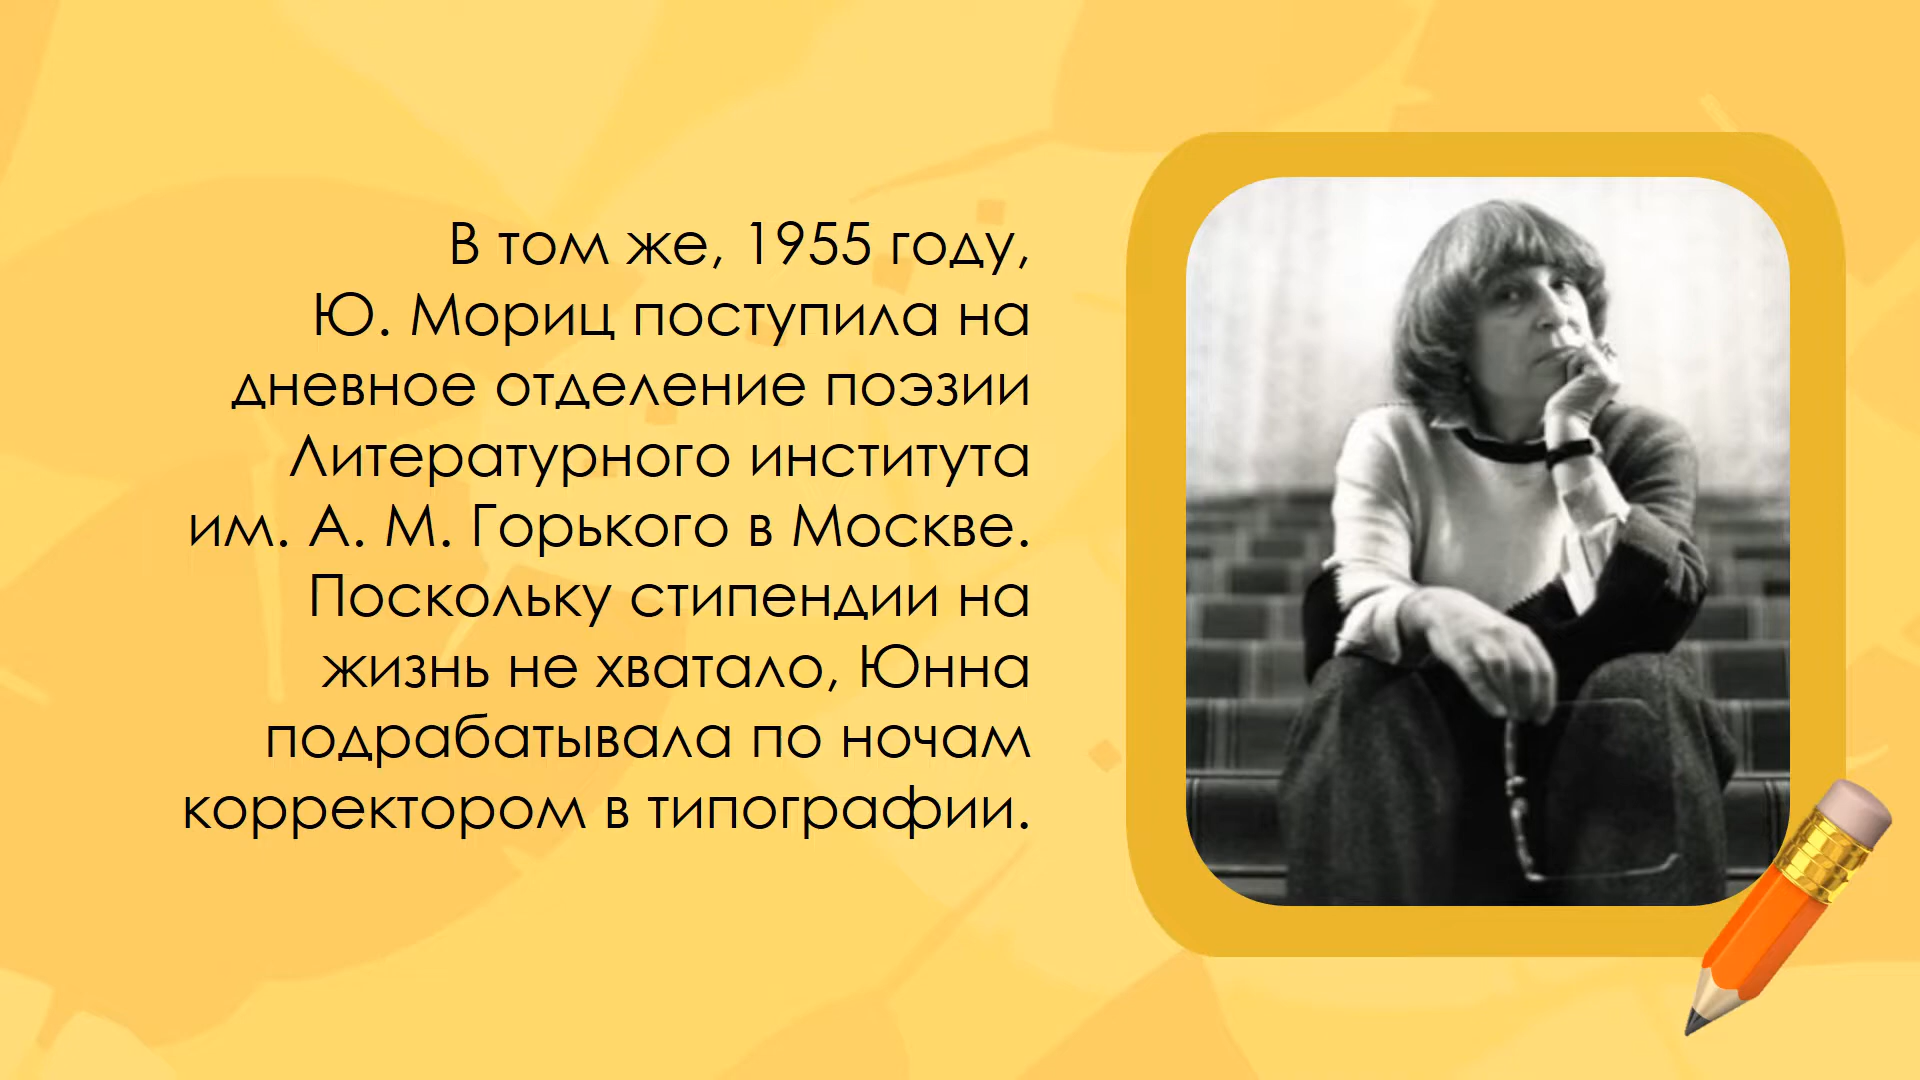 В том же, 1955 году,
Ю. Мориц поступила на
дневное отделение поэзии
Литературного института
им. А. М. Горького в Москве.
Поскольку стипендии на
жизнь не хватало, Юнна
подрабатывала по ночам
корректором в типографии.